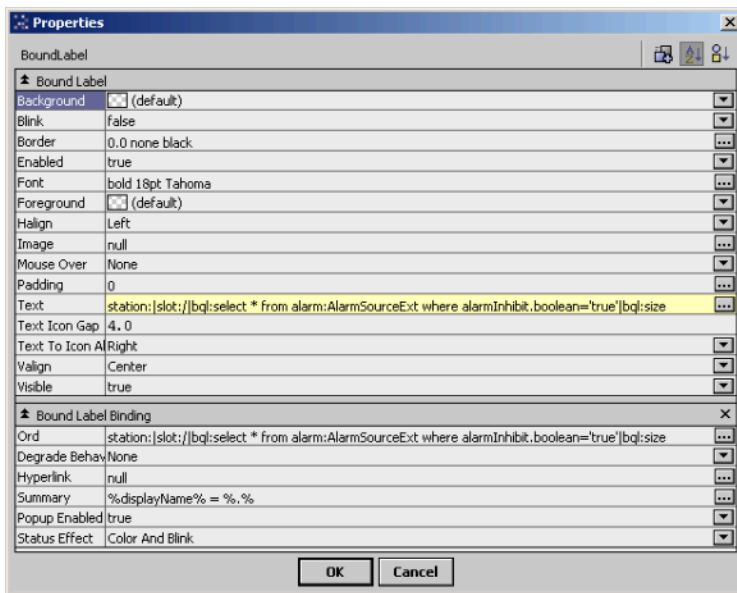 Properties
BoundLabel
Bound Label
Background (default)
Blink false
Border 0.0 none black
Enabled true
Font bold 18pt Tahoma
Foreground (default)
Halign Left
Image null
Mouse Over None
Padding 0
Text station:|slot:/|bql:select * from alarm:AlarmSourceExt where alarmInhibit.boolean='true'|bql:size
Text Icon Gap 4.0
Text To Icon Al Right
Valign Center
Visible true
Bound Label Binding
Ord station:|slot:/|bql:select * from alarm:AlarmSourceExt where alarmInhibit.boolean='true'|bql:size
Degrade Behav None
Hyperlink null
Summary %displayName% = %.%
Popup Enabled true
Status Effect Color And Blink
OK Cancel